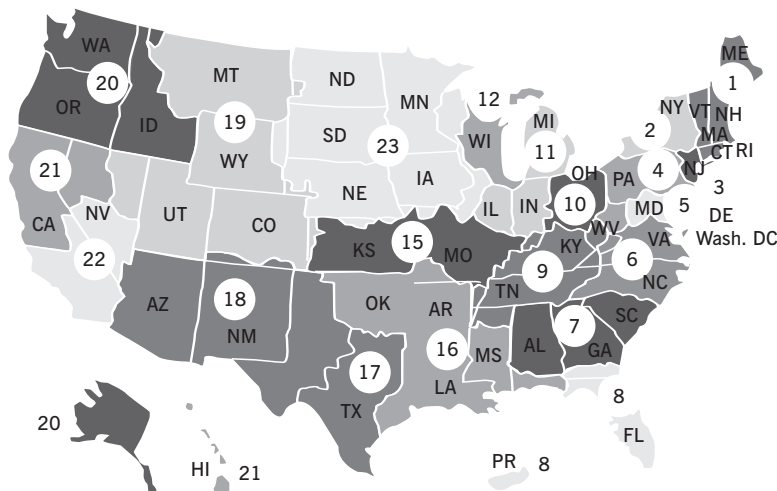 WA
ME
20
MT
ND
MN
12
1
OR
ID
19
WI
MI
NY
VT
NH
2
MA
SD
23
11
CT
RI
21
WY
OH
PA
4
NJ
3
IA
NE
IL
IN
10
MD
5
DE
CA
NV
UT
CO
KS
15
MO
WV
VA
Wash. DC
22
KY
6
9
NC
AZ
18
OK
AR
TN
SC
NM
7
16
MS
AL
GA
17
LA
8
TX
20
FL
HI
21
PR
8